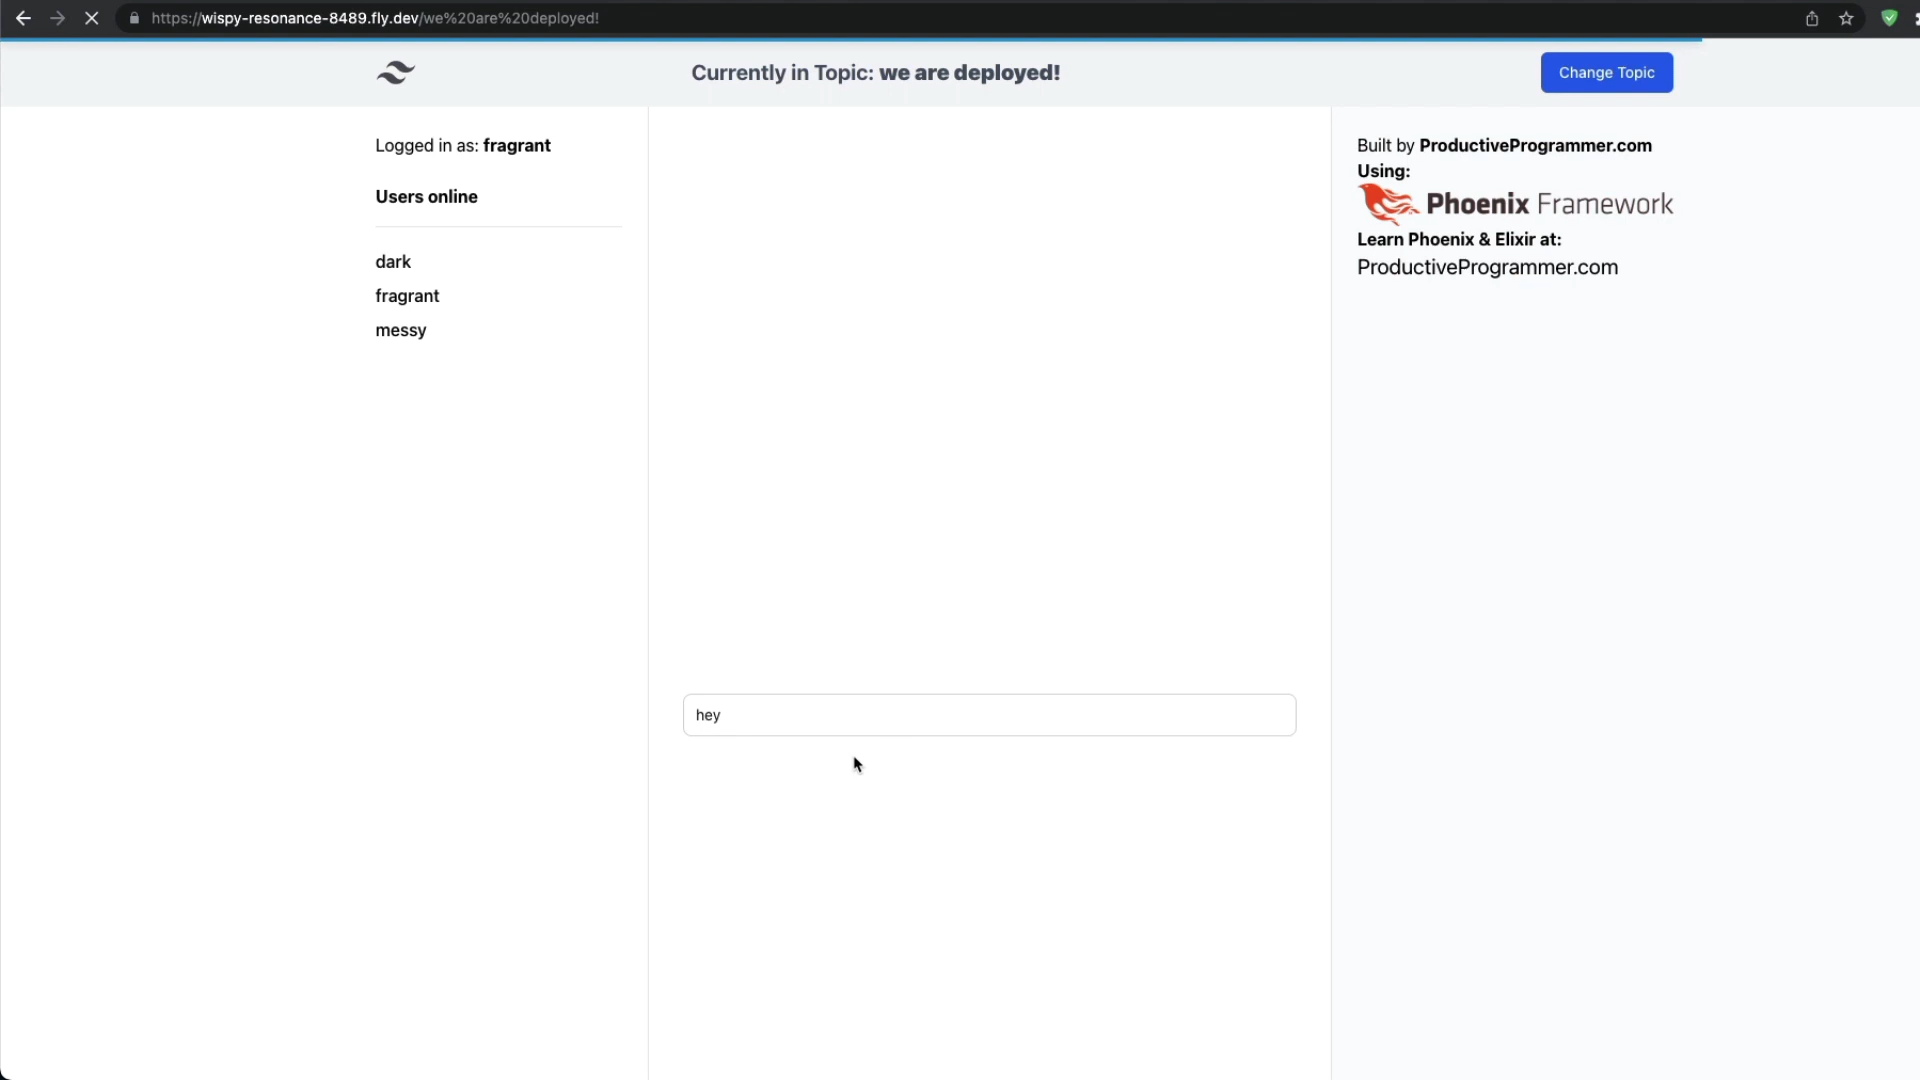 https://wispy-resonance-8489.fly.dev/we%20are%20deployed!
Currently in Topic: we are deployed!
Change Topic
Logged in as: fragrant
Users online
dark
fragrant
messy
hey
Built by ProductiveProgrammer.com
Using:
Phoenix Framework
Learn Phoenix & Elixir at:
ProductiveProgrammer.com